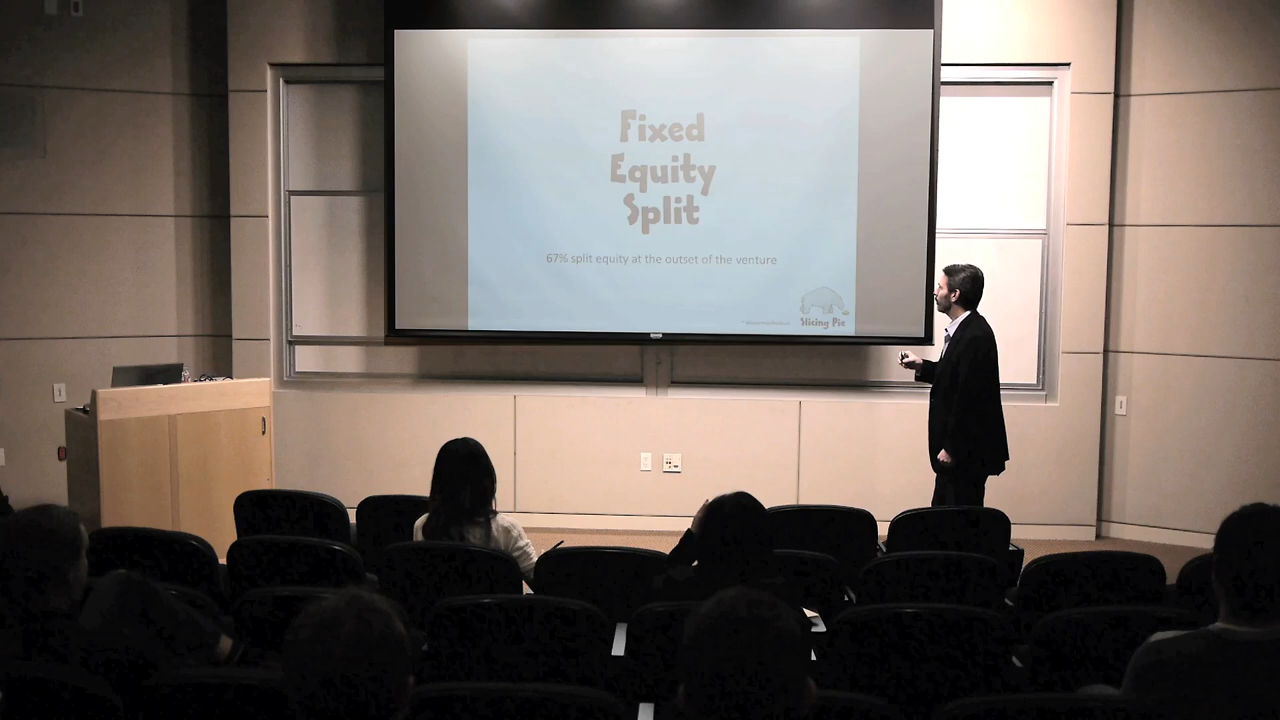 Fixed
Equity
Split
67% split equity at the outset of the venture
Slicing Pie